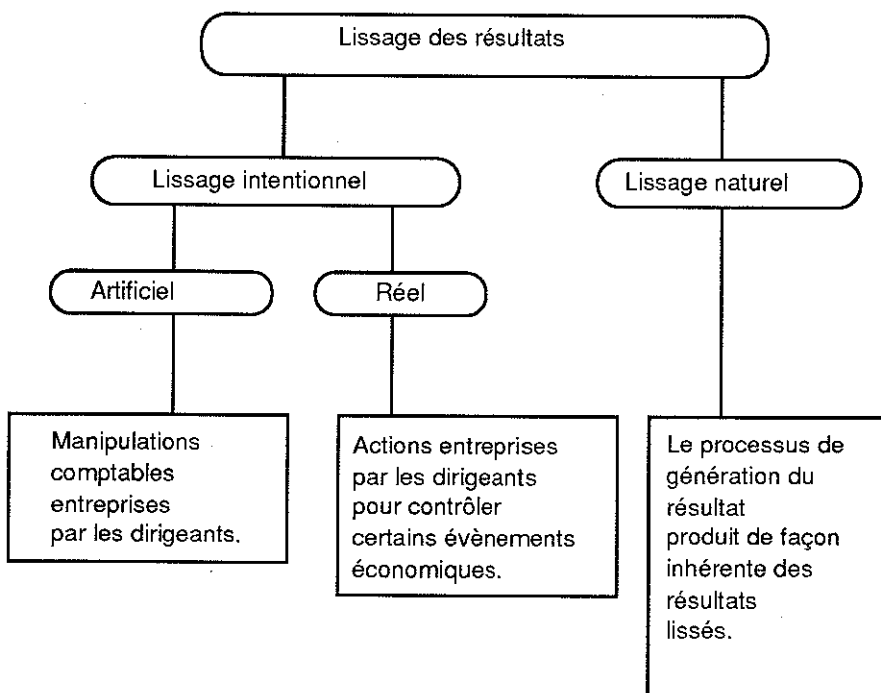 Lissage des résultats
Lissage intentionnel
Lissage naturel
Artificiel
Réel
Manipulations
comptables
entreprises
par les dirigeants.
Actions entreprises
par les dirigeants
pour contrôler
certains évènements
économiques.
Le processus de
génération du
résultat
produit de façon
inhérente des
résultats
lissés.